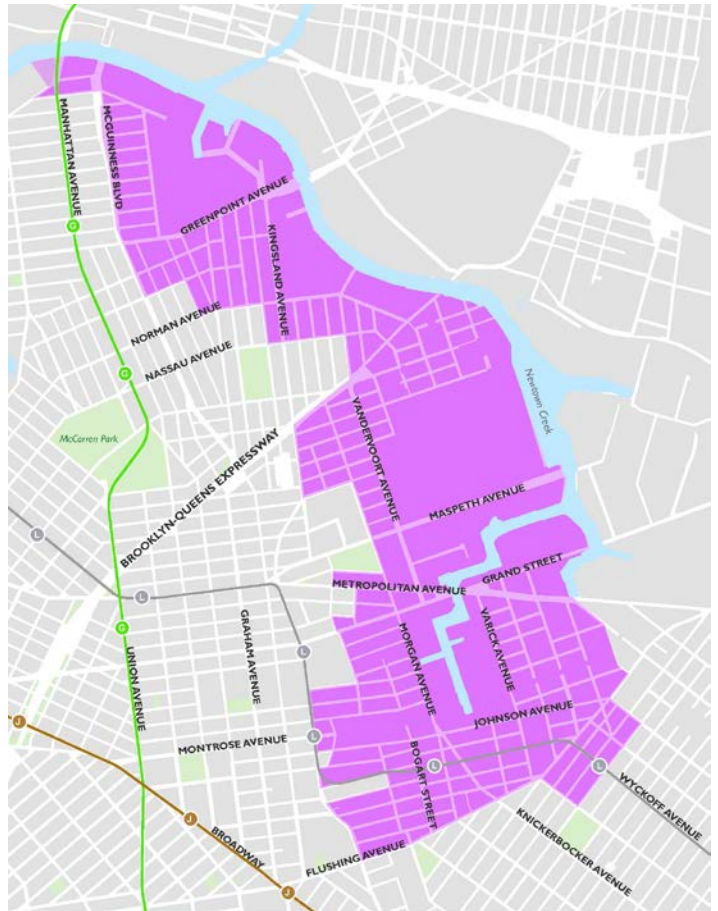 MANHATTAN AVENUE
MCGUINNESS BLVD
GREENPOINT AVENUE
G
KINGSLAND AVENUE
NORMAN AVENUE
NASSAU AVENUE
G
Newtown Creek
VANDERVOORT AVENUE
McCarren Park
BROOKLYN-QUEENS EXPRESSWAY
MASPETH AVENUE
L
GRAND STREET
METROPOLITAN AVENUE
L
G
GRAHAM AVENUE
MORGAN AVENUE
VARICK AVENUE
L
UNION AVENUE
JOHNSON AVENUE
J
MONTROSE AVENUE
L
BOGART STREET
L
L
WYCKOFF AVENUE
J
BROADWAY
KNICKERBOCKER AVENUE
FLUSHING AVENUE
J